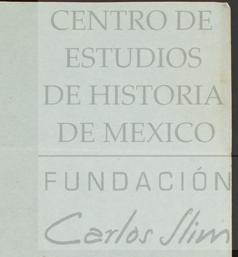 CENTRO DE
ESTUDIOS
DE HISTORIA
DE MEXICO
FUNDACIÓN
Carlos Slim